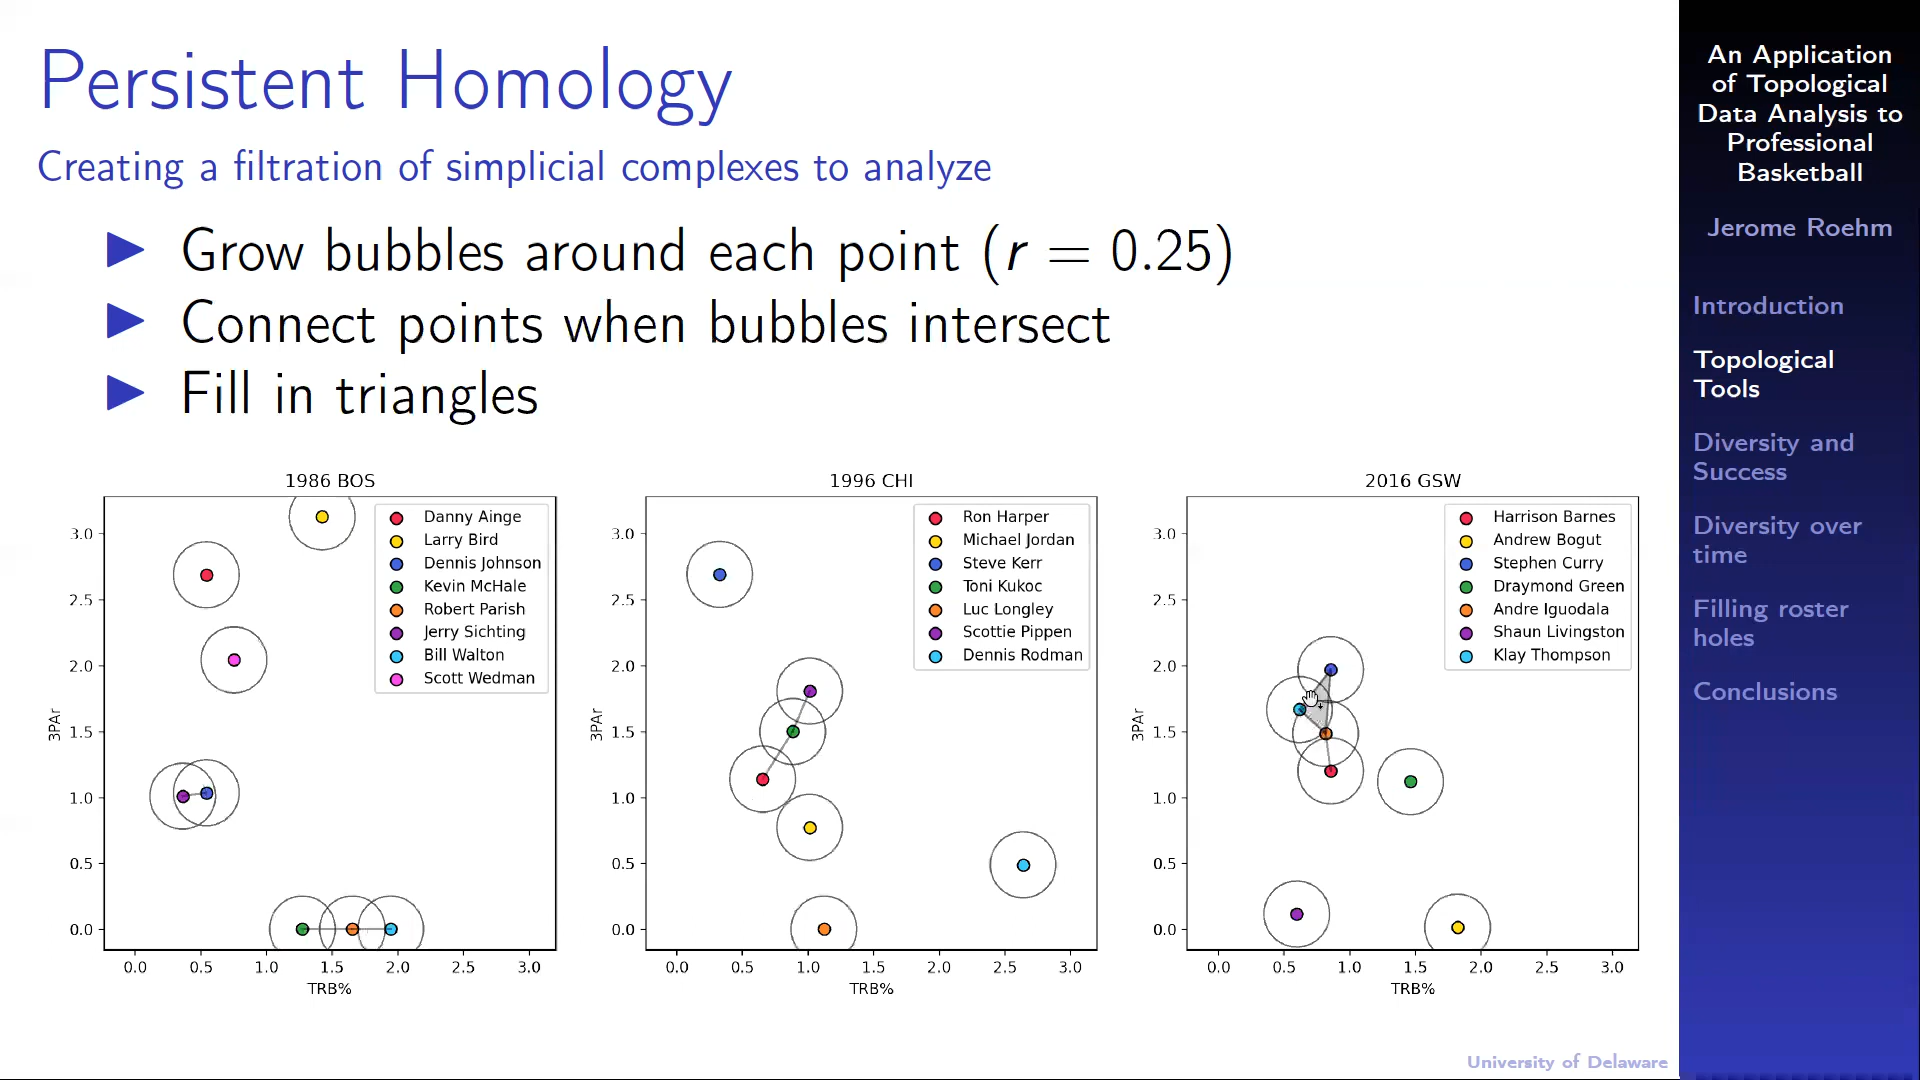 Persistent Homology
Creating a filtration of simplicial complexes to analyze
Grow bubbles around each point (r = 0.25)
Connect points when bubbles intersect
Fill in triangles
1986 BOS
3PAr
3.0
2.5
2.0
1.5
1.0
0.5
0.0
0.0 0.5 1.0 1.5 2.0 2.5 3.0
TRB%
Danny Ainge
Larry Bird
Dennis Johnson
Kevin McHale
Robert Parish
Jerry Sichting
Bill Walton
Scott Wedman
1996 CHI
3PAr
3.0
2.5
2.0
1.5
1.0
0.5
0.0
0.0 0.5 1.0 1.5 2.0 2.5 3.0
TRB%
Ron Harper
Michael Jordan
Steve Kerr
Toni Kukoc
Luc Longley
Scottie Pippen
Dennis Rodman
2016 GSW
3PAr
3.0
2.5
2.0
1.5
1.0
0.5
0.0
0.0 0.5 1.0 1.5 2.0 2.5 3.0
TRB%
Harrison Barnes
Andrew Bogut
Stephen Curry
Draymond Green
Andre Iguodala
Shaun Livingston
Klay Thompson
University of Delaware
An Application
of Topological
Data Analysis to
Professional
Basketball
Jerome Roehm
Introduction
Topological
Tools
Diversity and
Success
Diversity over
time
Filling roster
holes
Conclusions